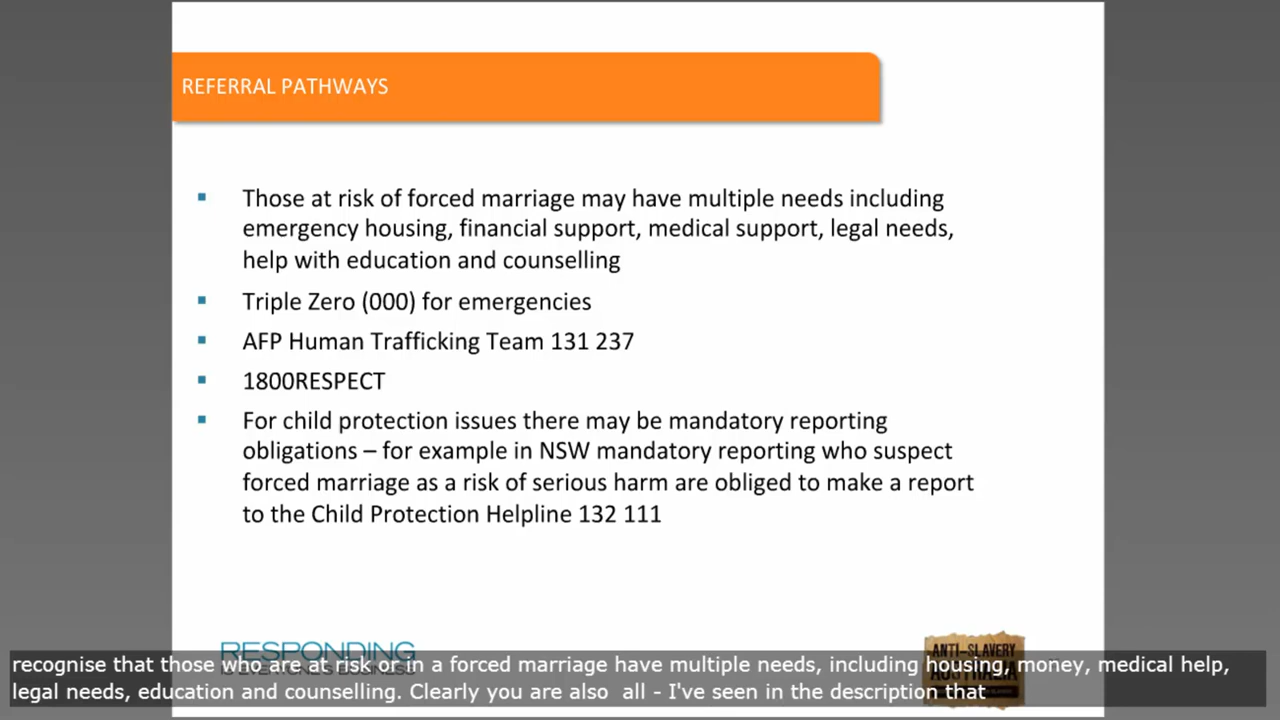 REFERRAL PATHWAYS
▪ Those at risk of forced marriage may have multiple needs including
emergency housing, financial support, medical support, legal needs,
help with education and counselling
▪ Triple Zero (000) for emergencies
▪ AFP Human Trafficking Team 131 237
▪ 1800RESPECT
▪ For child protection issues there may be mandatory reporting
obligations – for example in NSW mandatory reporting who suspect
forced marriage as a risk of serious harm are obliged to make a report
to the Child Protection Helpline 132 111
RESPONDING
IS EVERYONE'S BUSINESS
ANTI-SLAVERY
AUSTRALIA
recognise that those who are at risk or in a forced marriage have multiple needs, including housing, money, medical help,
legal needs, education and counselling. Clearly you are also all - I've seen in the description that